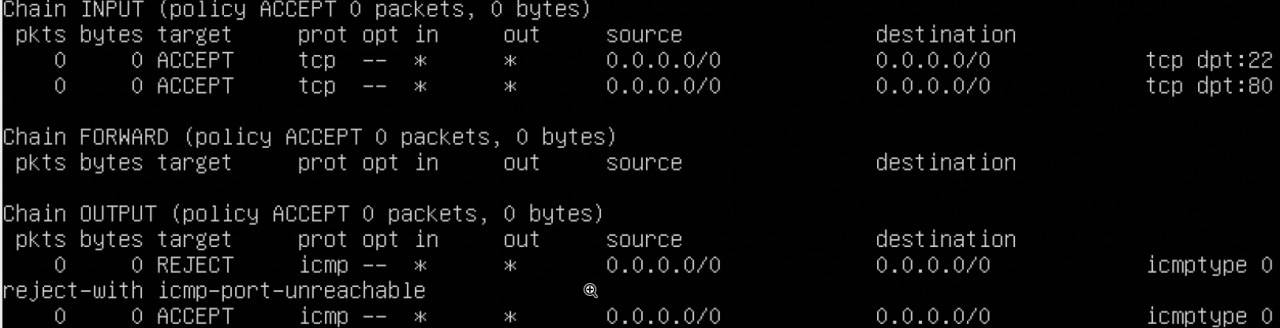 Chain INPUT (policy ACCEPT 0 packets, 0 bytes)
pkts bytes target prot opt in out source destination
0 0 ACCEPT tcp -- * * 0.0.0.0/0 0.0.0.0/0 tcp dpt:22
0 0 ACCEPT tcp -- * * 0.0.0.0/0 0.0.0.0/0 tcp dpt:80
Chain FORWARD (policy ACCEPT 0 packets, 0 bytes)
pkts bytes target prot opt in out source destination
Chain OUTPUT (policy ACCEPT 0 packets, 0 bytes)
pkts bytes target prot opt in out source destination
0 0 REJECT icmp -- * * 0.0.0.0/0 0.0.0.0/0 icmptype 0
reject-with icmp-port-unreachable
0 0 ACCEPT icmp -- * * 0.0.0.0/0 0.0.0.0/0 icmptype 0